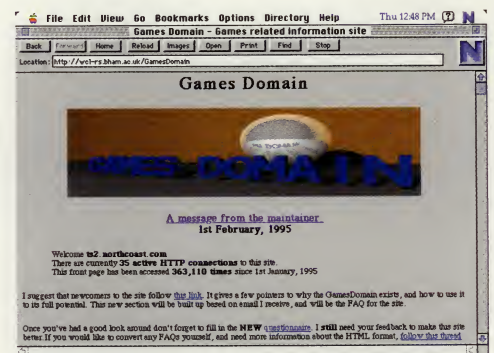 File Edit View Go Bookmarks Options Directory Help Thu 12:48 PM
Games Domain - Games related information site
Back Forward Home Reload Images Open Print Find Stop N
Location: http://wcl-rs.bham.ac.uk/GamesDomain
Games Domain
GAMES DOMAIN
GAMES-DOMAIN
A message from the maintainer
1st February, 1995
Welcome ts2.northcoast.com
There are currently 35 active HTTP connections to this site.
This front page has been accessed 363,110 times since 1st January, 1995
I suggest that newcomers to the site follow this link. It gives a few pointers to why the GamesDomain exists, and how to use it
to its full potential. This new section will be built up based on email I receive, and will be the FAQ for the site.
Once you've had a good look around don't forget to fill in the NEW questionnaire. I still need your feedback to make this site
better. If you would like to convert any FAQs yourself, and need more information about the HTML format, follow this thread